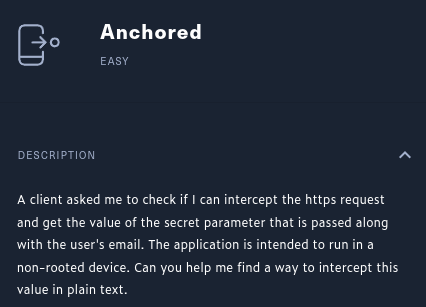 Anchored
EASY
DESCRIPTION
A client asked me to check if I can intercept the https request
and get the value of the secret parameter that is passed along
with the user's email. The application is intended to run in a
non-rooted device. Can you help me find a way to intercept this
value in plain text.